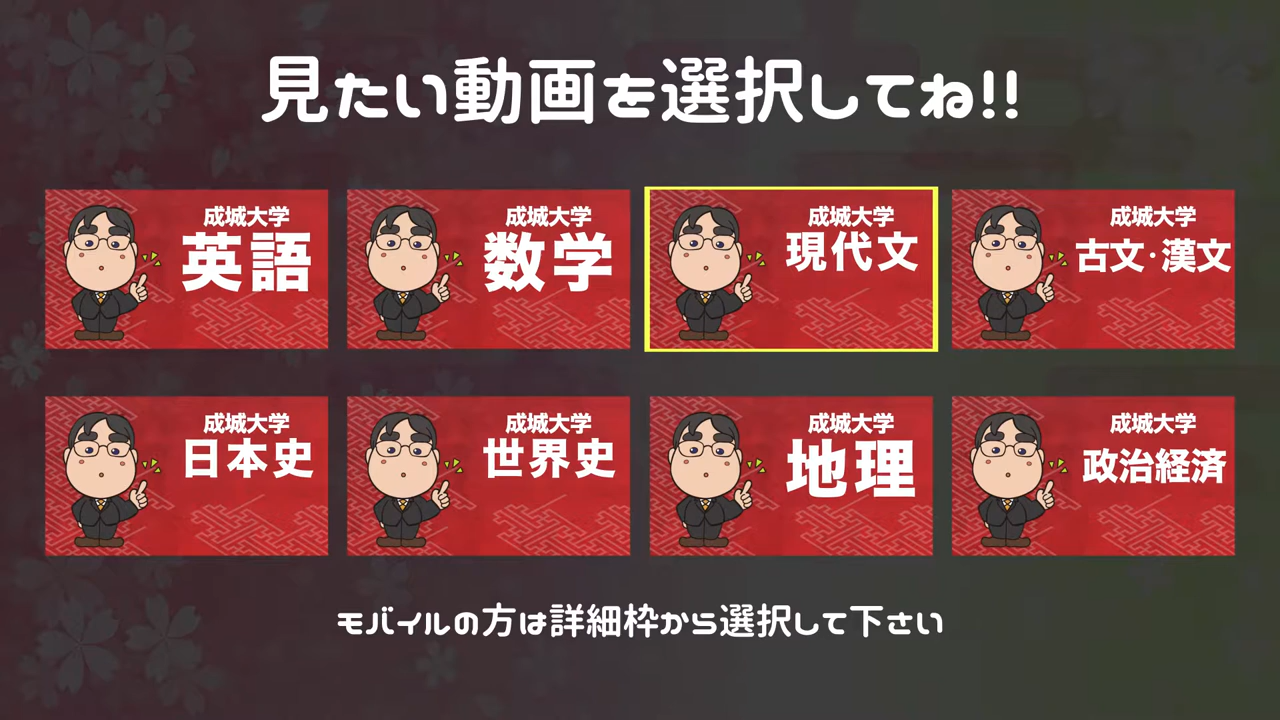 見たい動画を選択してね!!
成城大学
英語
成城大学
数学
成城大学
現代文
成城大学
古文·漢文
成城大学
日本史
成城大学
世界史
成城大学
地理
成城大学
政治経済
モバイルの方は詳細枠から選択して下さい